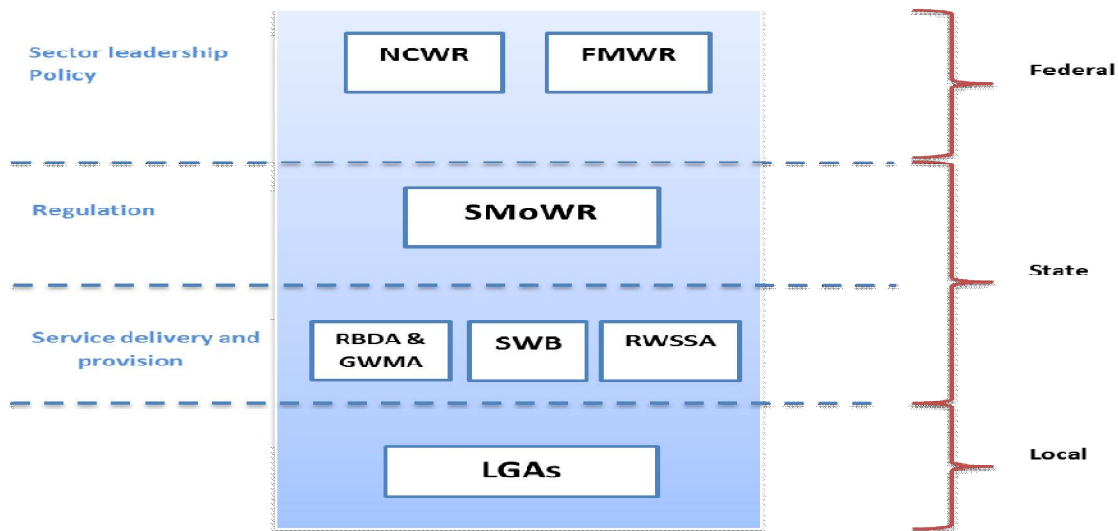 Sector leadership
Policy
NCWR
FMWR
Federal
Regulation
SMoWR
State
Service delivery and
provision
RBDA &
GWMA
SWB
RWSSA
LGAs
Local